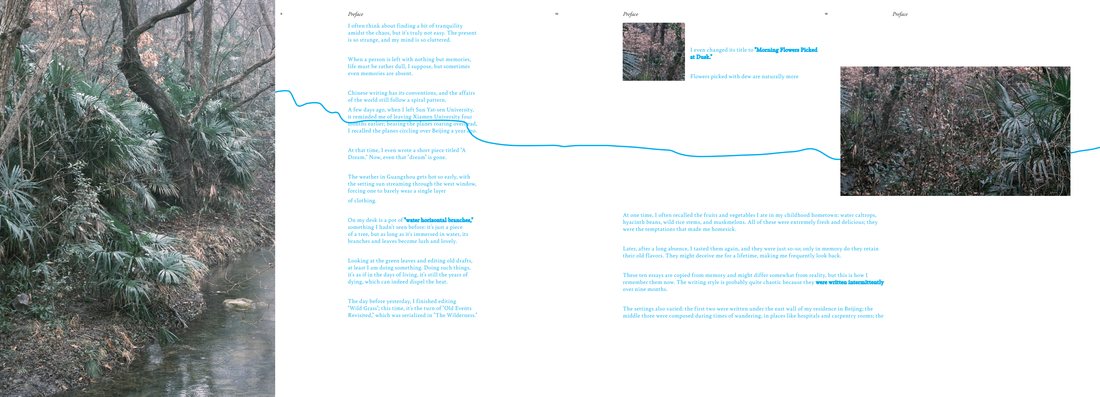 Preface
I often think about finding a bit of tranquility
amidst the chaos, but it's truly not easy. The present
is so strange, and my mind is so cluttered.
When a person is left with nothing but memories,
life must be rather dull, I suppose, but sometimes
even memories are absent.
Chinese writing has its conventions, and the affairs
of the world still follow a spiral pattern.
A few days ago, when I left Sun Yat-sen University,
it reminded me of leaving Xiamen University four
months earlier; hearing the planes roaring overhead,
I recalled the planes circling over Beijing a year ago.
At that time, I even wrote a short piece titled "A
Dream." Now, even that "dream" is gone.
The weather in Guangzhou gets hot so early, with
the setting sun streaming through the west window,
forcing one to barely wear a single layer
of clothing.
On my desk is a pot of "water horizontal branches,"
something I hadn't seen before: it's just a piece
of a tree, but as long as it's immersed in water, its
branches and leaves become lush and lovely.
Looking at the green leaves and editing old drafts,
at least I am doing something. Doing such things,
it's as if in the days of living, it's still the years of
dying, which can indeed dispel the heat.
The day before yesterday, I finished editing
"Wild Grass"; this time, it's the turn of "Old Events
Revisited," which was serialized in "The Wilderness."
Preface
I even changed its title to "Morning Flowers Picked
at Dusk."
Flowers picked with dew are naturally more
At one time, I often recalled the fruits and vegetables I ate in my childhood hometown: water caltrops,
hyacinth beans, wild rice stems, and muskmelons. All of these were extremely fresh and delicious; they
were the temptations that made me homesick.
Later, after a long absence, I tasted them again, and they were just so-so; only in memory do they retain
their old flavors. They might deceive me for a lifetime, making me frequently look back.
These ten essays are copied from memory and might differ somewhat from reality, but this is how I
remember them now. The writing style is probably quite chaotic because they were written intermittently
over nine months.
The settings also varied: the first two were written under the east wall of my residence in Beijing; the
middle three were composed during times of wandering, in places like hospitals and carpentry rooms; the
Preface